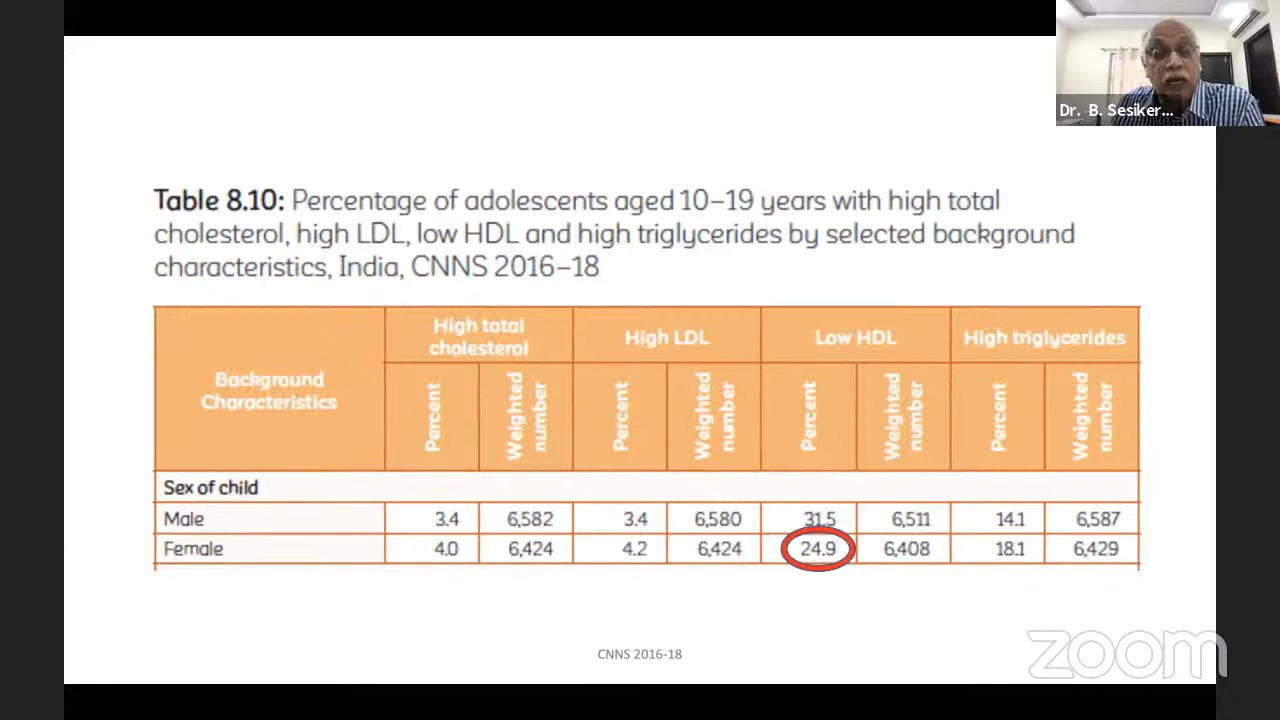 Dr. B. Sesiker...
Table 8.10: Percentage of adolescents aged 10–19 years with high total
cholesterol, high LDL, low HDL and high triglycerides by selected background
characteristics, India, CNNS 2016–18
Background
Characteristics
High total
cholesterol
High LDL
Low HDL
High triglycerides
Percent
Weighted
number
Percent
Weighted
number
Percent
Weighted
number
Percent
Weighted
number
Sex of child
Male 3.4 6,582 3.4 6,580 31.5 6,511 14.1 6,587
Female 4.0 6,424 4.2 6,424 24.9 6,408 18.1 6,429
CNNS 2016-18
zoom